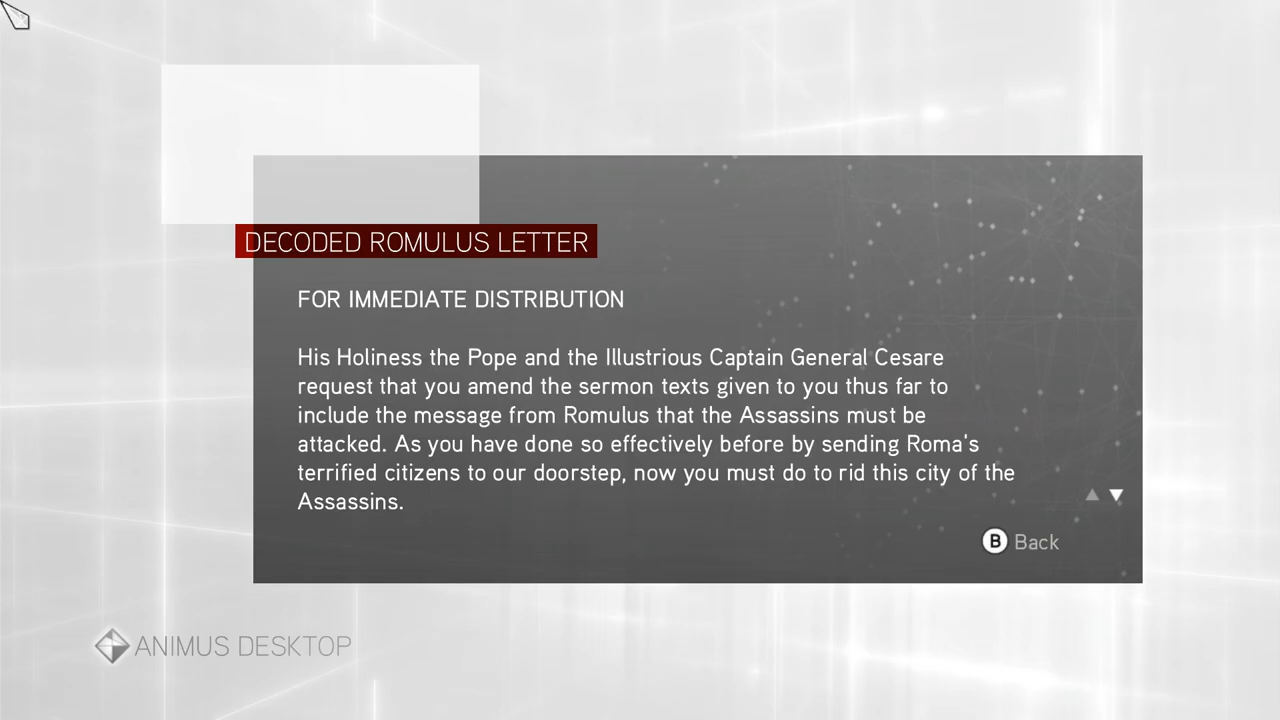 DECODED ROMULUS LETTER
FOR IMMEDIATE DISTRIBUTION
His Holiness the Pope and the Illustrious Captain General Cesare
request that you amend the sermon texts given to you thus far to
include the message from Romulus that the Assassins must be
attacked. As you have done so effectively before by sending Roma's
terrified citizens to our doorstep, now you must do to rid this city of the
Assassins.
B Back
ANIMUS DESKTOP